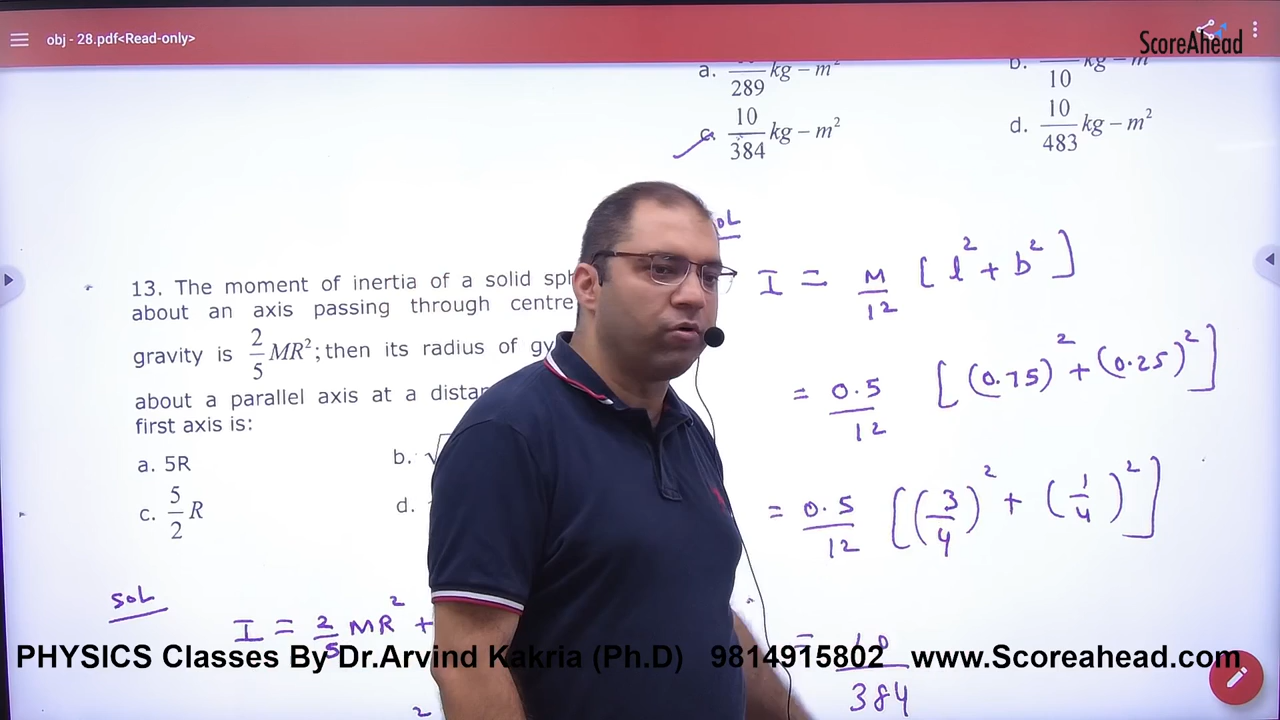 obj - 28.pdf<Read-only>
ScoreAhead
a. 289 kg – m²
b. 10 kg – m
c. 10/384 kg – m²
d. 10/483 kg – m²
SOL
I = M/12 [l² + b²]
= 0.5/12 [(0.75)² + (0.25)²]
= 0.5/12 [(3/4)² + (1/4)²]
= 10/384
13. The moment of inertia of a solid
about an axis passing through centre
gravity is 2/5 MR²; then its radius of
about a parallel axis at a
first axis is:
a. 5R
b. √
c. 5/2 R
d.
SOL
I = 2/5 MR² +
2
PHYSICS Classes By Dr.Arvind Kakria (Ph.D) 9814915802 www.Scoreahead.com